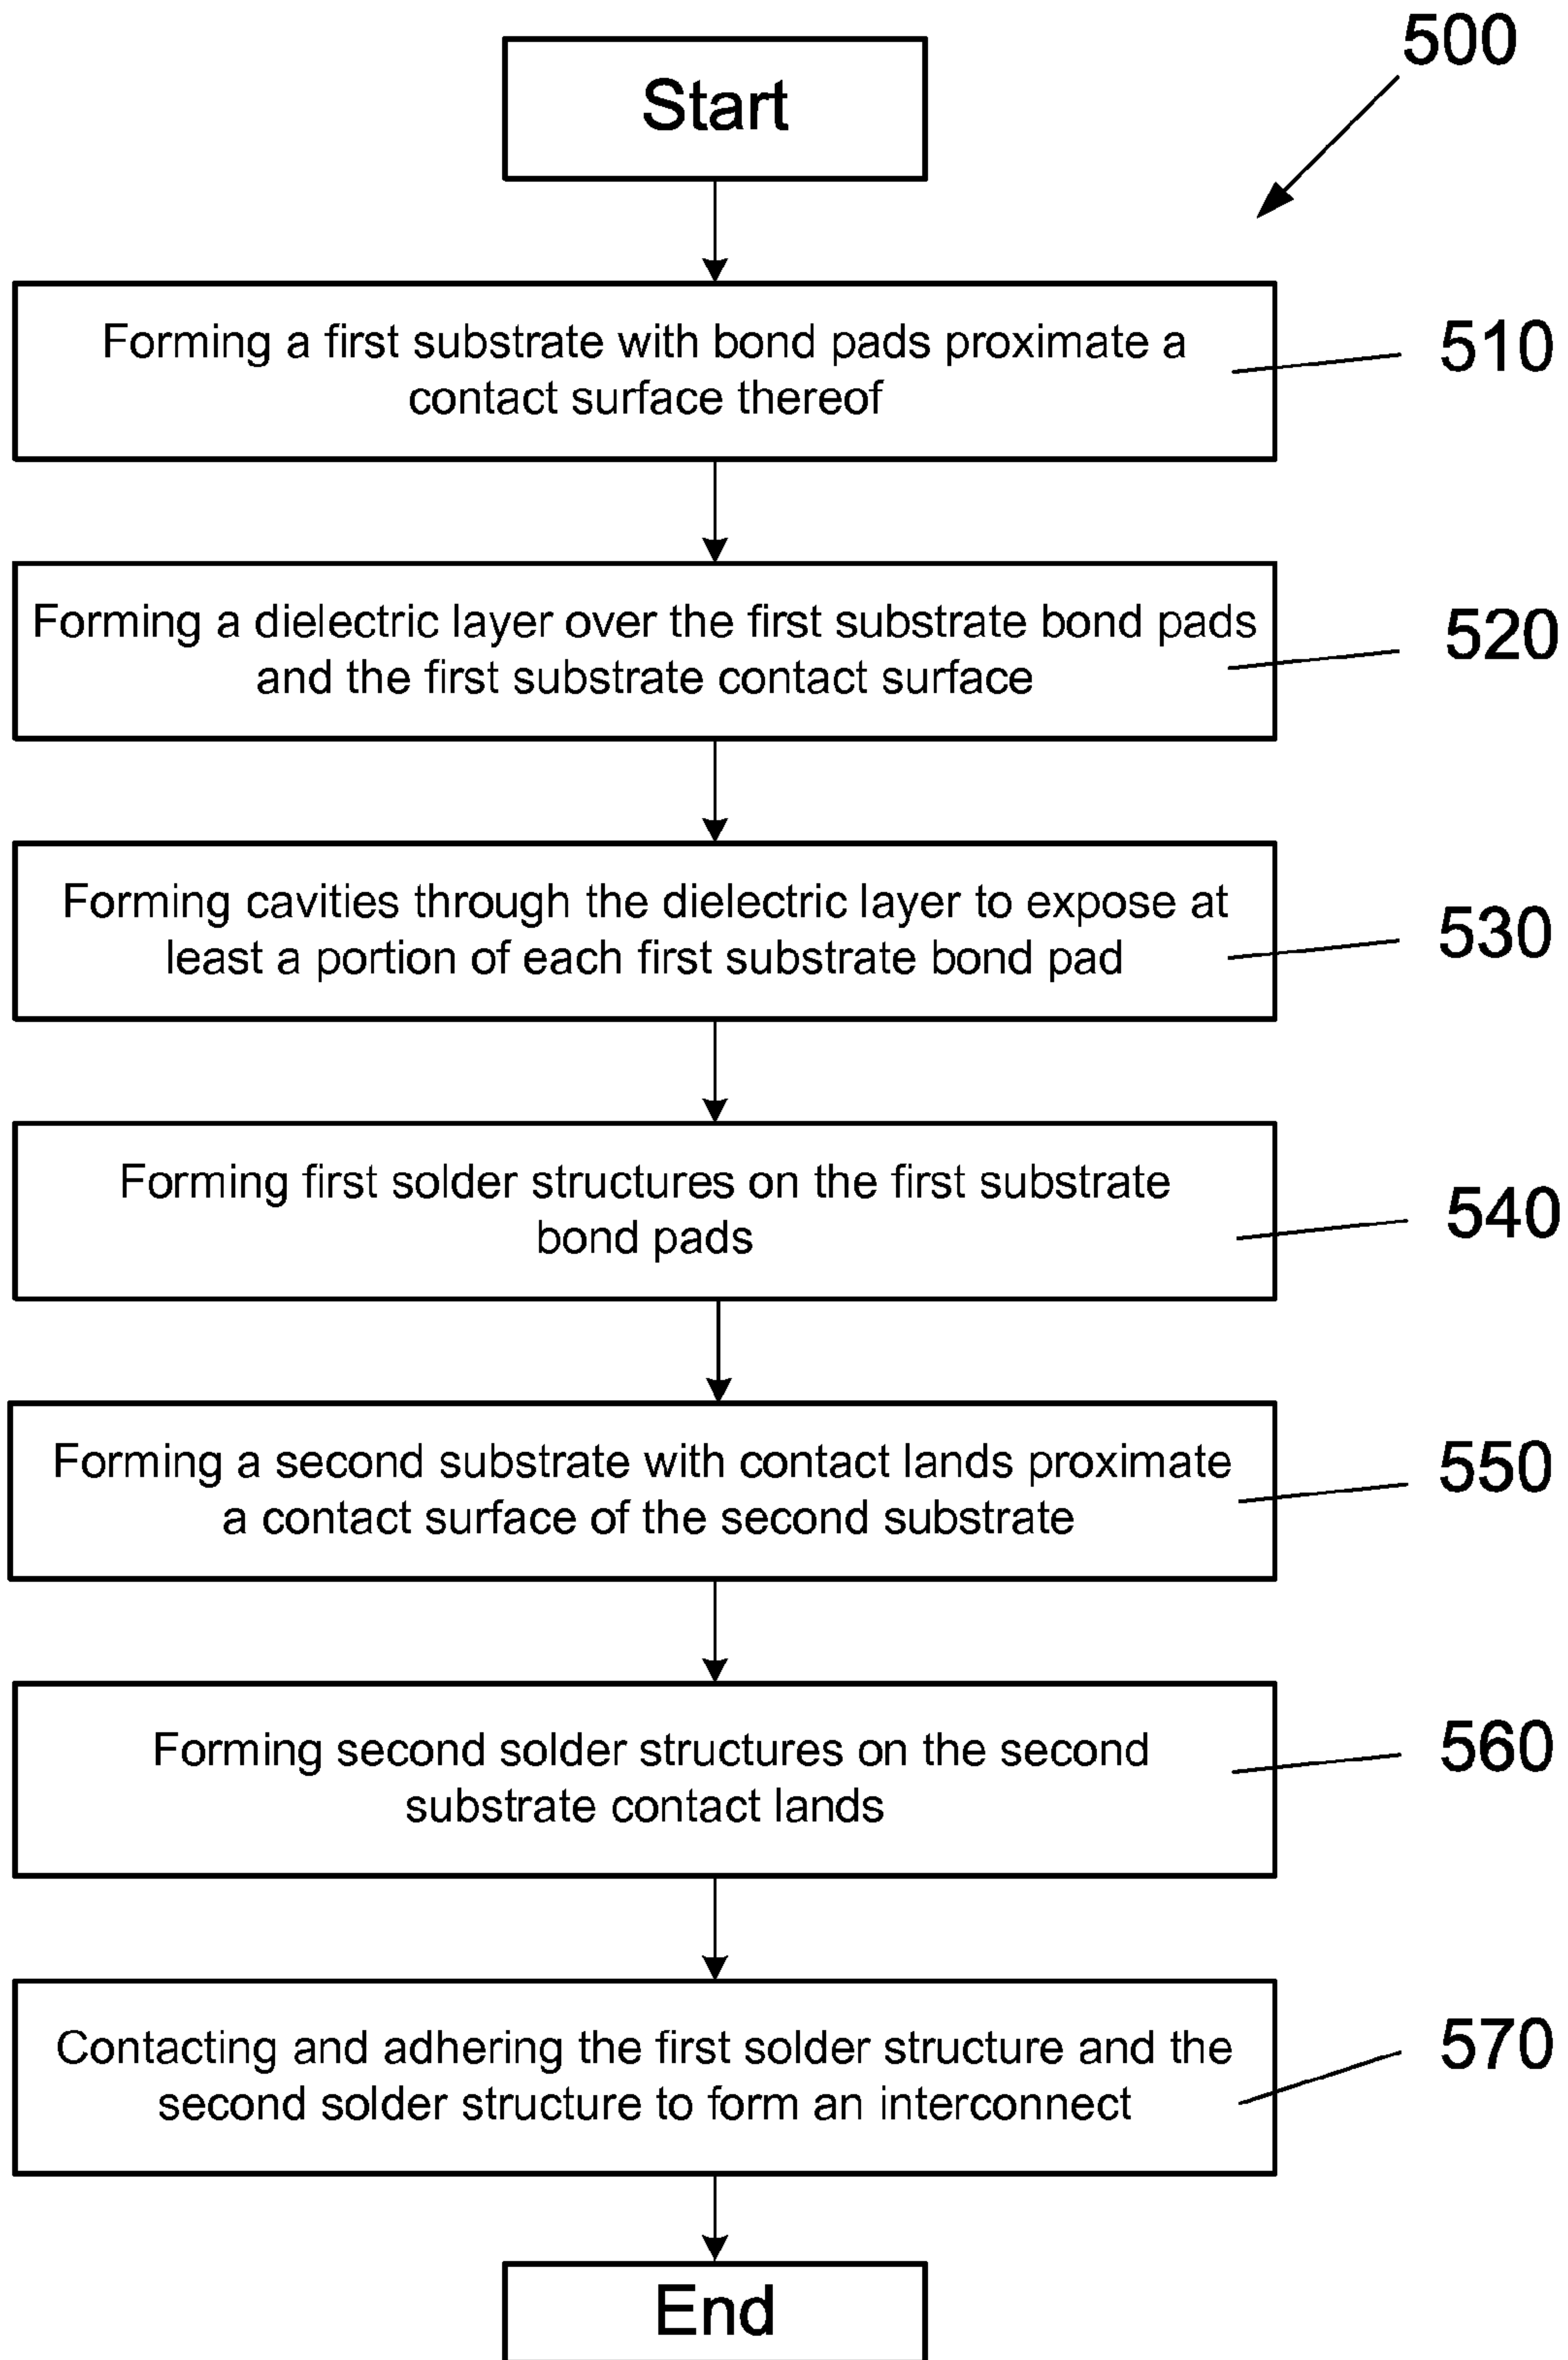 500
Start
Forming a first substrate with bond pads proximate a
contact surface thereof
510
Forming a dielectric layer over the first substrate bond pads
and the first substrate contact surface
520
Forming cavities through the dielectric layer to expose at
least a portion of each first substrate bond pad
530
Forming first solder structures on the first substrate
bond pads
540
Forming a second substrate with contact lands proximate
a contact surface of the second substrate
550
Forming second solder structures on the second
substrate contact lands
560
Contacting and adhering the first solder structure and the
second solder structure to form an interconnect
570
End